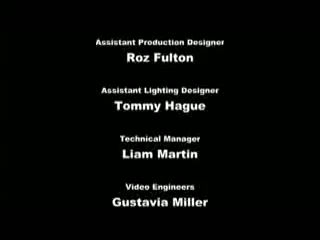 Assistant Production Designer
Roz Fulton
Assistant Lighting Designer
Tommy Hague
Technical Manager
Liam Martin
Video Engineers
Gustavia Miller